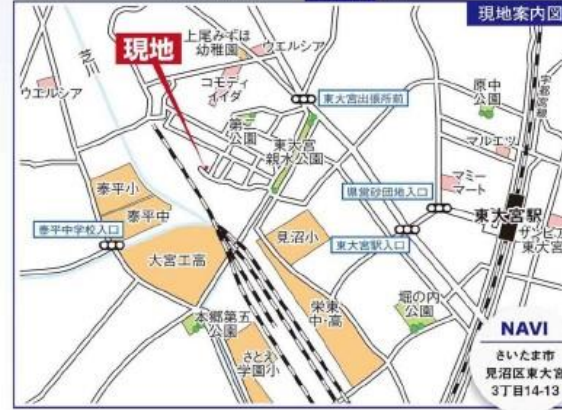 現地案内図
上尾みずほ
幼稚園
ウエルシア
現地
芝川
ウエルシア
コモディ
イイダ
東大宮出張所前
原中
公園
第二
公園
東大宮
親水公園
マルエツ
泰平小
泰平中
県営砂団地入口
マミー
マート
東大宮駅
泰平中学校入口
見沼小
東大宮駅入口
大宮工高
栄東
中・高
堀の内
公園
本郷第五
公園
さとえ
学園小
NAVI
さいたま市
見沼区東大宮
3丁目14-13